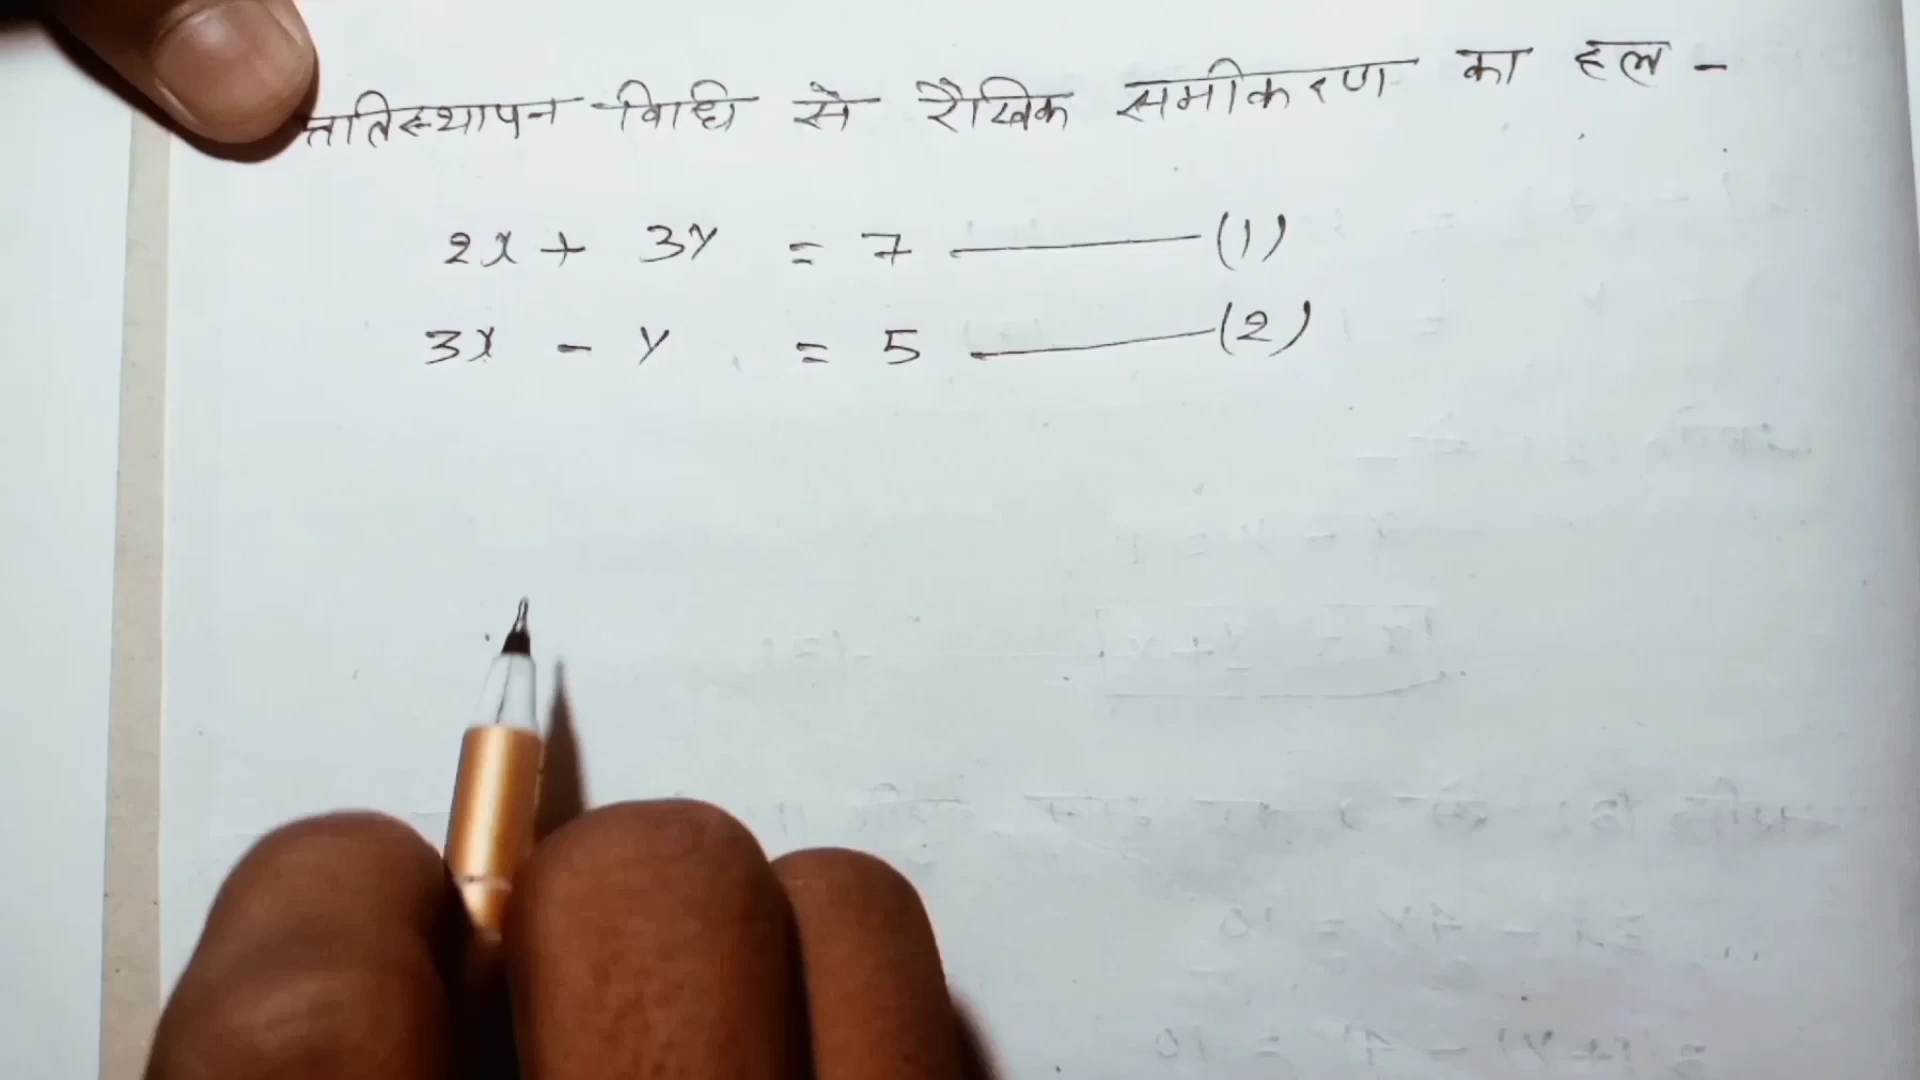 प्रतिस्थापन विधि से रैखिक समीकरण का हल -
2x + 3y = 7 ——— (1)
3x - y = 5 ——— (2)